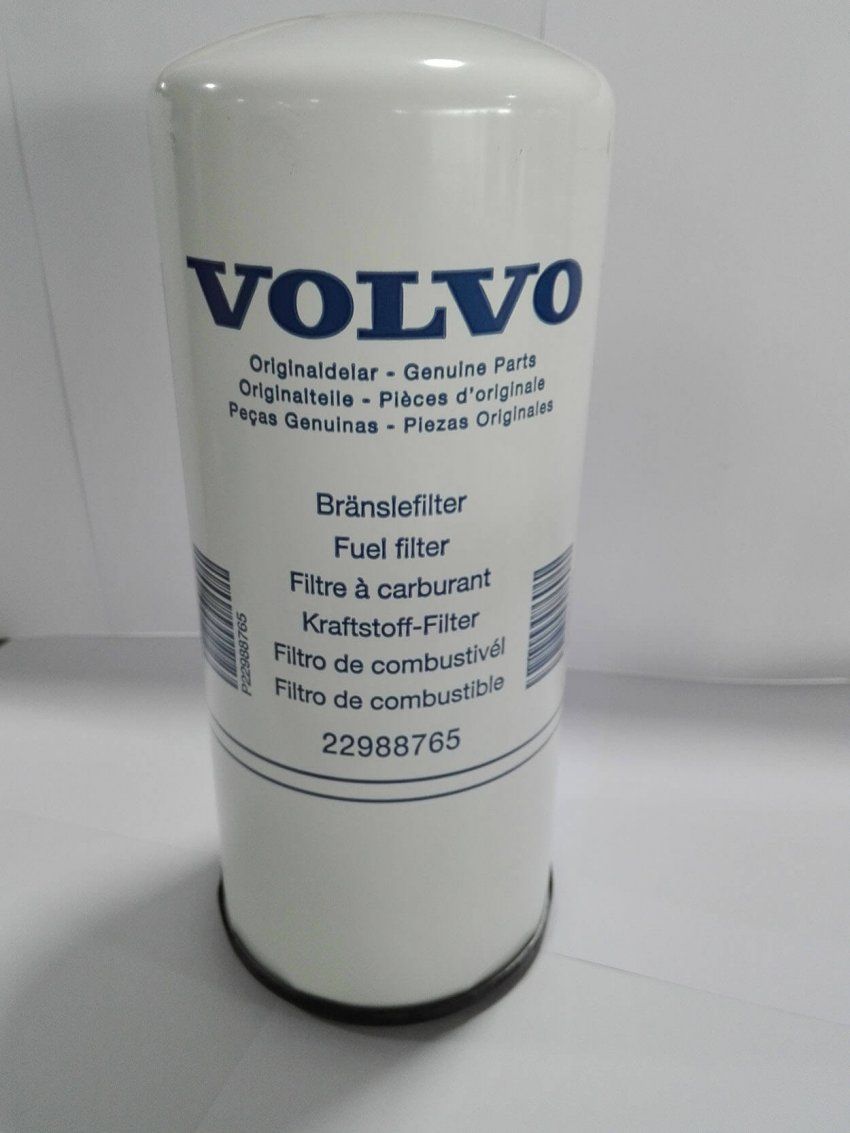 VOLVO
Originaldelar - Genuine Parts
Originalteile - Pièces d'originale
Peças Genuinas - Piezas Originales
Bränslefilter
Fuel filter
Filtre à carburant
Kraftstoff-Filter
Filtro de combustivél
Filtro de combustible
22988765
P22988765